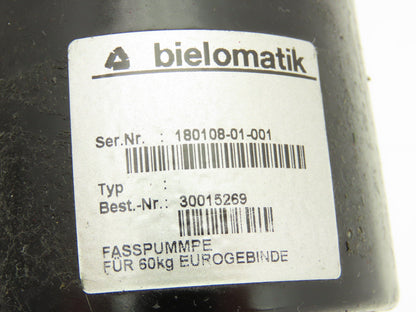 bielomatik
Ser.Nr. : 180108-01-001
Typ :
Best.-Nr.: 30015269
FASSPUMMPE
FÜR 60kg EUROGEBINDE